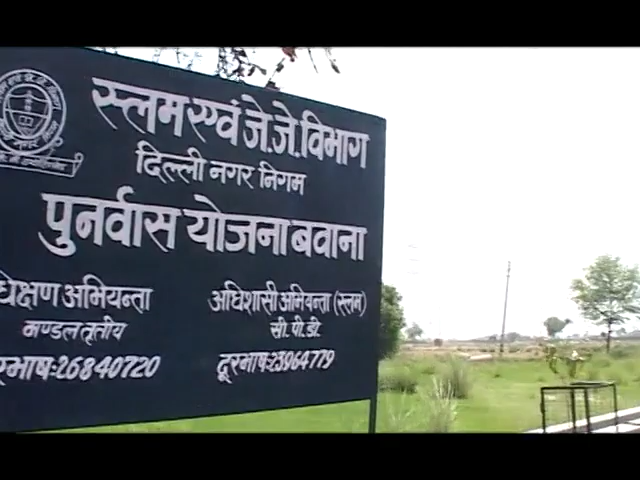 स्लम एवं जे.जे. विभाग
दिल्ली नगर निगम
पुनर्वास योजना बवाना
धिक्षण अभियन्ता
मण्डल तृतीय
दूरभाष:26840720
अधिशासी अभियन्ता (स्लम)
सी.पी.डी.
दूरभाष:23964779